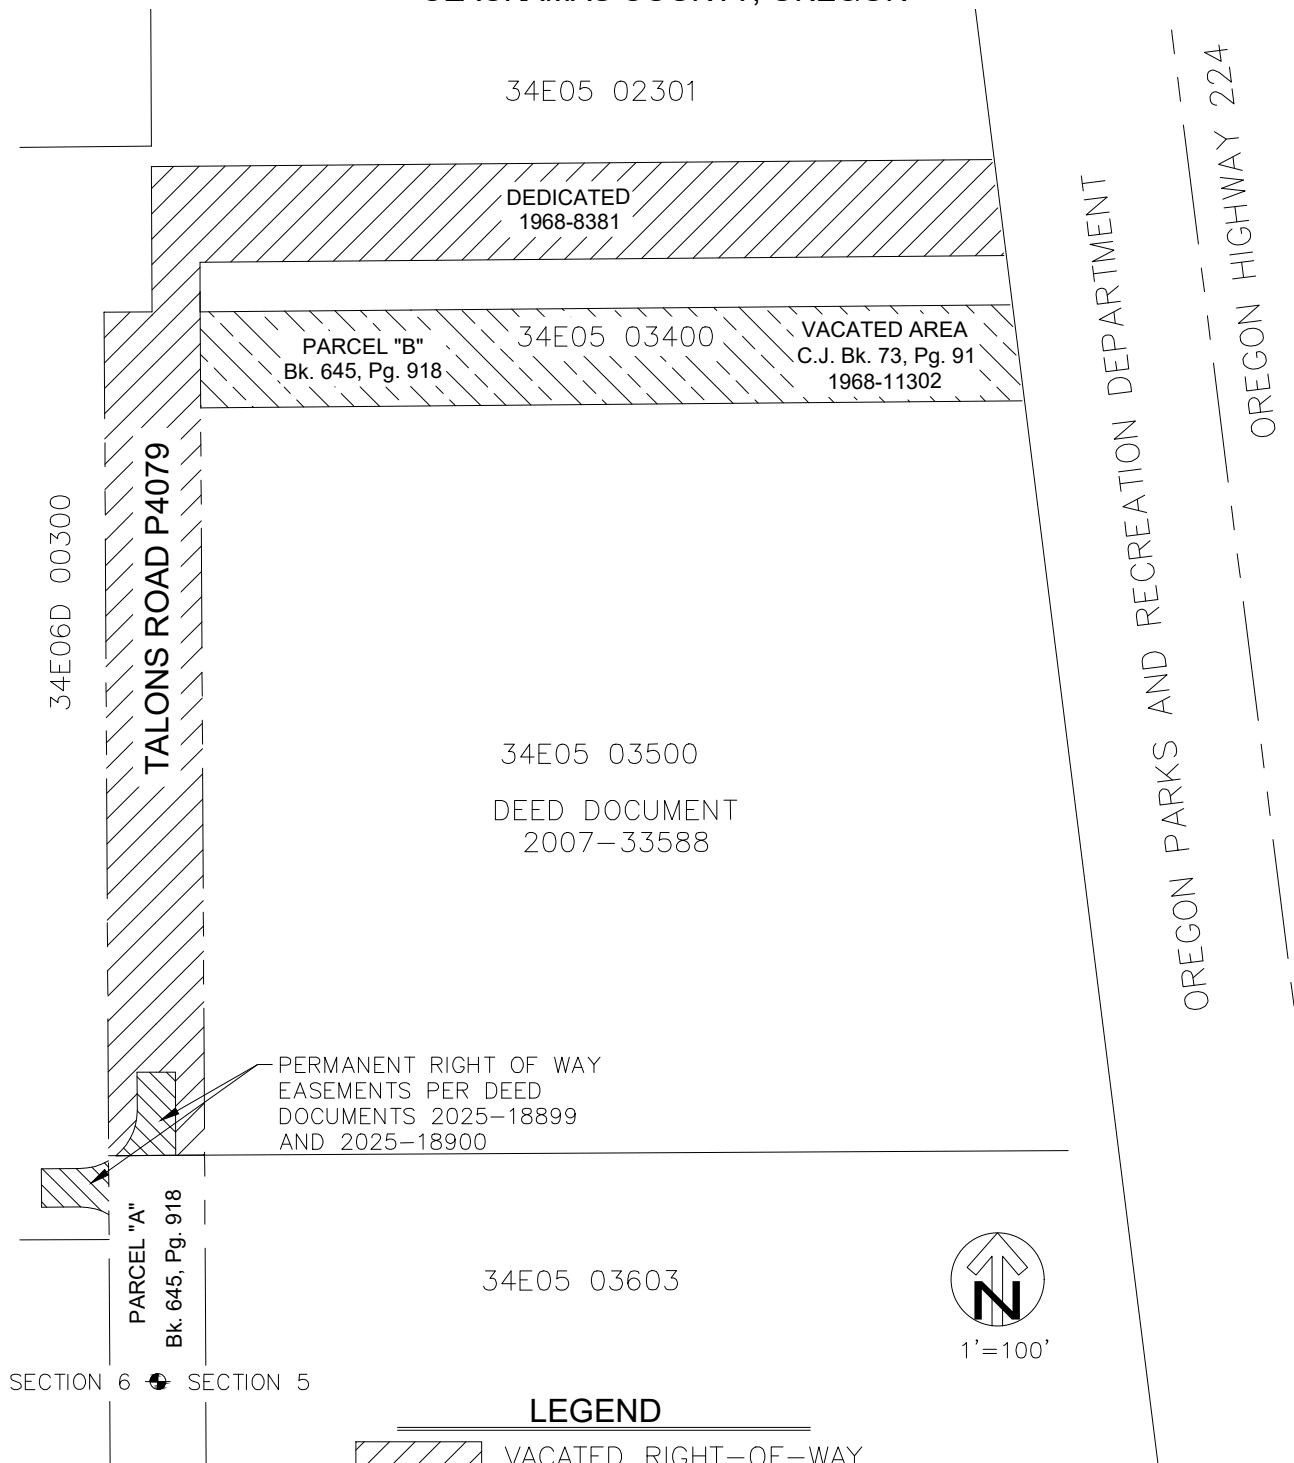 CLACKAMAS COUNTY, OREGON
34E05 02301
DEDICATED
1968-8381
PARCEL "B"
Bk. 645, Pg. 918
34E05 03400
VACATED AREA
C.J. Bk. 73, Pg. 91
1968-11302
OREGON HIGHWAY 224
OREGON PARKS AND RECREATION DEPARTMENT
TALONS ROAD P4079
34E06D 00300
34E05 03500
DEED DOCUMENT
2007-33588
PERMANENT RIGHT OF WAY
EASEMENTS PER DEED
DOCUMENTS 2025-18899
AND 2025-18900
PARCEL "A"
Bk. 645, Pg. 918
34E05 03603
N
1'=100'
SECTION 6 SECTION 5
LEGEND
VACATED RIGHT-OF-WAY